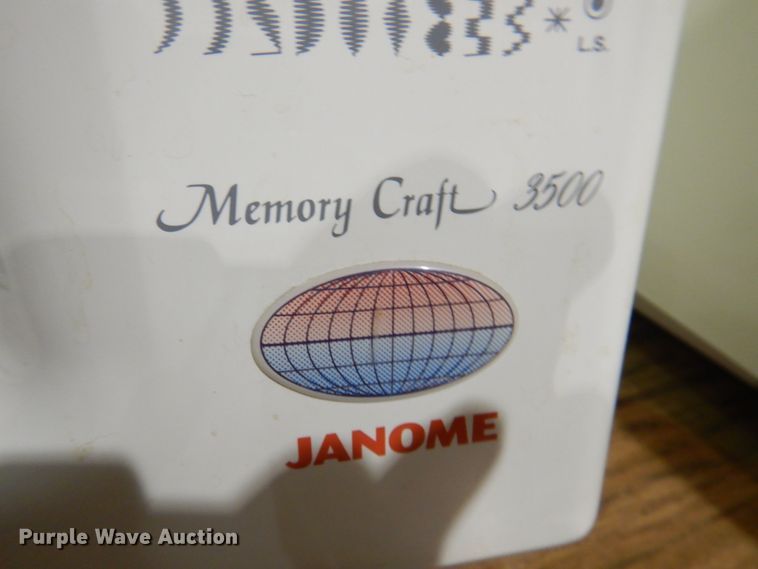 L.S.
Memory Craft 3500
JANOME
Purple Wave Auction